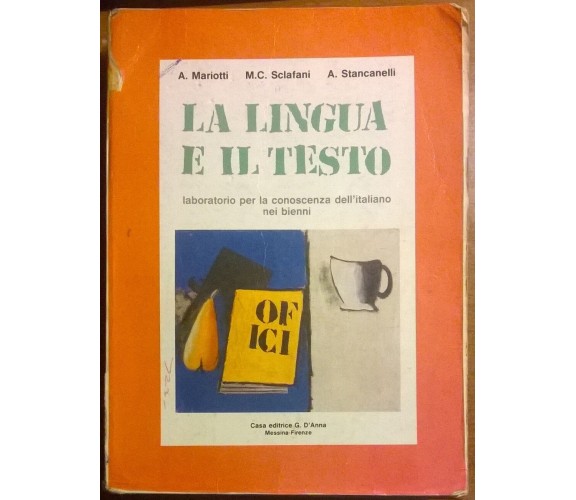 A. Mariotti M.C. Sclafani A. Stancanelli
LA LINGUA
E IL TESTO
laboratorio per la conoscenza dell'italiano
nei bienni
OF
ICI
Casa editrice G. D'Anna
Messina-Firenze